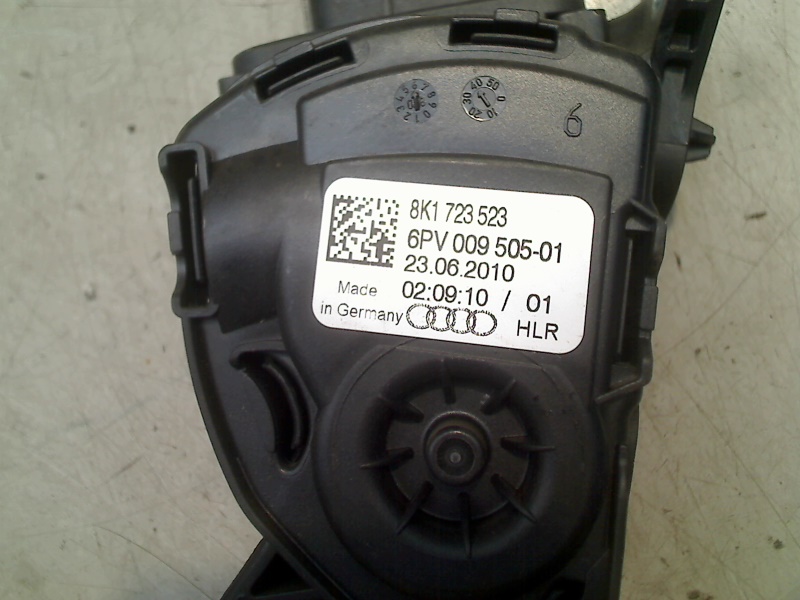 6
8K1 723 523
6PV 009 505-01
23.06.2010
Made 02:09:10 / 01
in Germany HLR